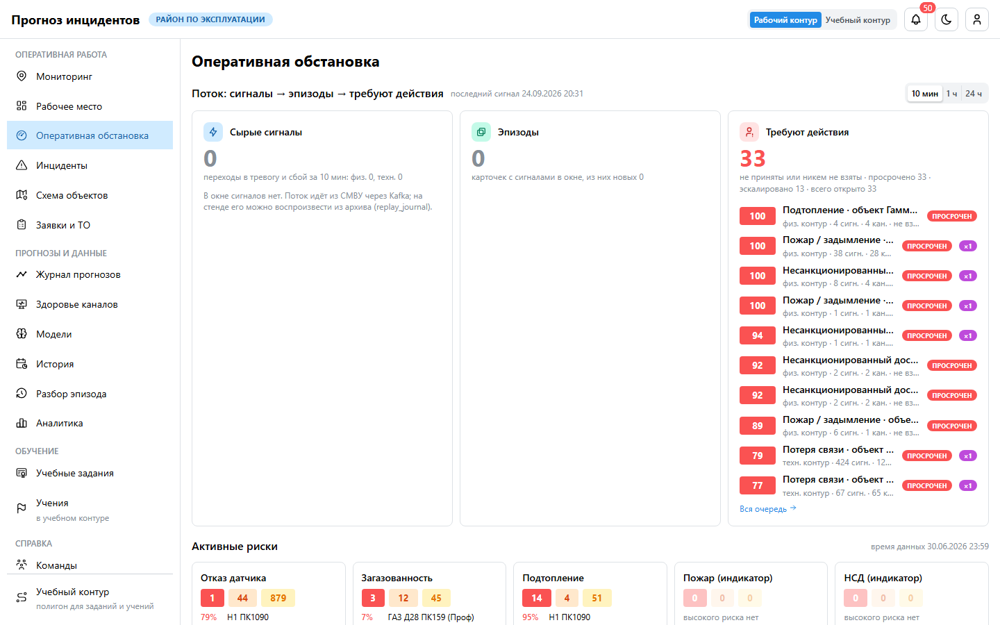 Прогноз инцидентов
РАЙОН ПО ЭКСПЛУАТАЦИИ
Рабочий контур
Учебный контур
50
ОПЕРАТИВНАЯ РАБОТА
Мониторинг
Рабочее место
Оперативная обстановка
Инциденты
Схема объектов
Заявки и ТО
ПРОГНОЗЫ И ДАННЫЕ
Журнал прогнозов
Здоровье каналов
Модели
История
Разбор эпизода
Аналитика
ОБУЧЕНИЕ
Учебные задания
Учения
в учебном контуре
СПРАВКА
Команды
Учебный контур
полигон для заданий и учений
Оперативная обстановка
Поток: сигналы → эпизоды → требуют действия
последний сигнал 24.09.2026 20:31
10 мин
1 ч
24 ч
Сырые сигналы
0
переходы в тревогу и сбой за 10 мин: физ. 0, техн. 0
В окне сигналов нет. Поток идёт из СМВУ через Kafka; на
стенде его можно воспроизвести из архива (replay_journal).
Эпизоды
0
карточек с сигналами в окне, из них новых 0
Требуют действия
33
не приняты или никем не взяты · просрочено 33 ·
эскалировано 13 · всего открыто 33
100 Подтопление · объект Гамм... ПРОСРОЧЕН
физ. контур · 4 сигн. · 4 кан. · не вз...
100 Пожар / задымление ·... ПРОСРОЧЕН ×1
физ. контур · 38 сигн. · 28 к...
100 Несанкционированны... ПРОСРОЧЕН ×1
физ. контур · 8 сигн. · 4 кан....
100 Пожар / задымление ·... ПРОСРОЧЕН ×1
физ. контур · 1 сигн. · 1 кан....
94 Несанкционированны... ПРОСРОЧЕН ×1
физ. контур · 1 сигн. · 1 кан....
92 Несанкционированный дос... ПРОСРОЧЕН
физ. контур · 2 сигн. · 2 кан. · не вз...
92 Несанкционированный дос... ПРОСРОЧЕН
физ. контур · 2 сигн. · 2 кан. · не вз...
89 Пожар / задымление · объе... ПРОСРОЧЕН
физ. контур · 6 сигн. · 1 кан. · не вз...
79 Потеря связи · объект ... ПРОСРОЧЕН ×1
техн. контур · 424 сигн. · 12...
77 Потеря связи · объект ... ПРОСРОЧЕН ×1
техн. контур · 67 сигн. · 65 к...
Вся очередь →
Активные риски
время данных 30.06.2026 23:59
Отказ датчика
1 44 879
79% Н1 ПК1090
Загазованность
3 12 45
7% ГАЗ Д28 ПК159 (Проф)
Подтопление
14 4 51
95% Н1 ПК1090
Пожар (индикатор)
0 0 0
высокого риска нет
НСД (индикатор)
0 0 0
высокого риска нет